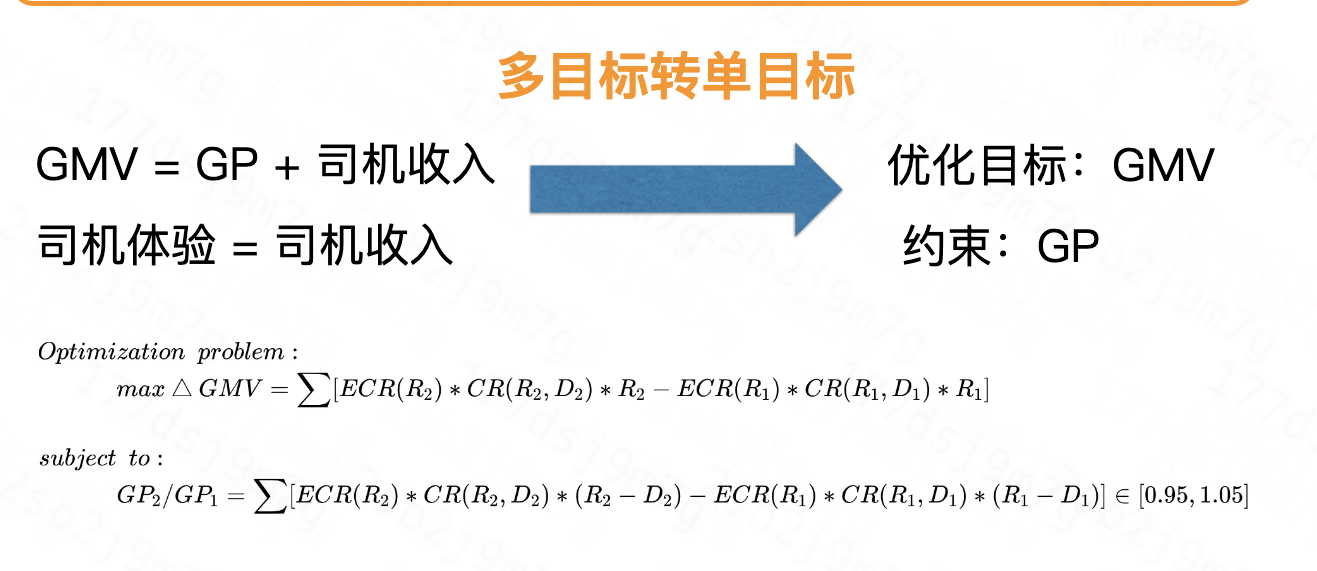 多目标转单目标
GMV = GP + 司机收入
优化目标：GMV
司机体验 = 司机收入
约束：GP
Optimization problem :
max △ GMV = ∑[ECR(R₂) * CR(R₂, D₂) * R₂ − ECR(R₁) * CR(R₁, D₁) * R₁]
subject to :
GP₂/GP₁ = ∑[ECR(R₂) * CR(R₂, D₂) * (R₂ − D₂) − ECR(R₁) * CR(R₁, D₁) * (R₁ − D₁)] ∈ [0.95, 1.05]